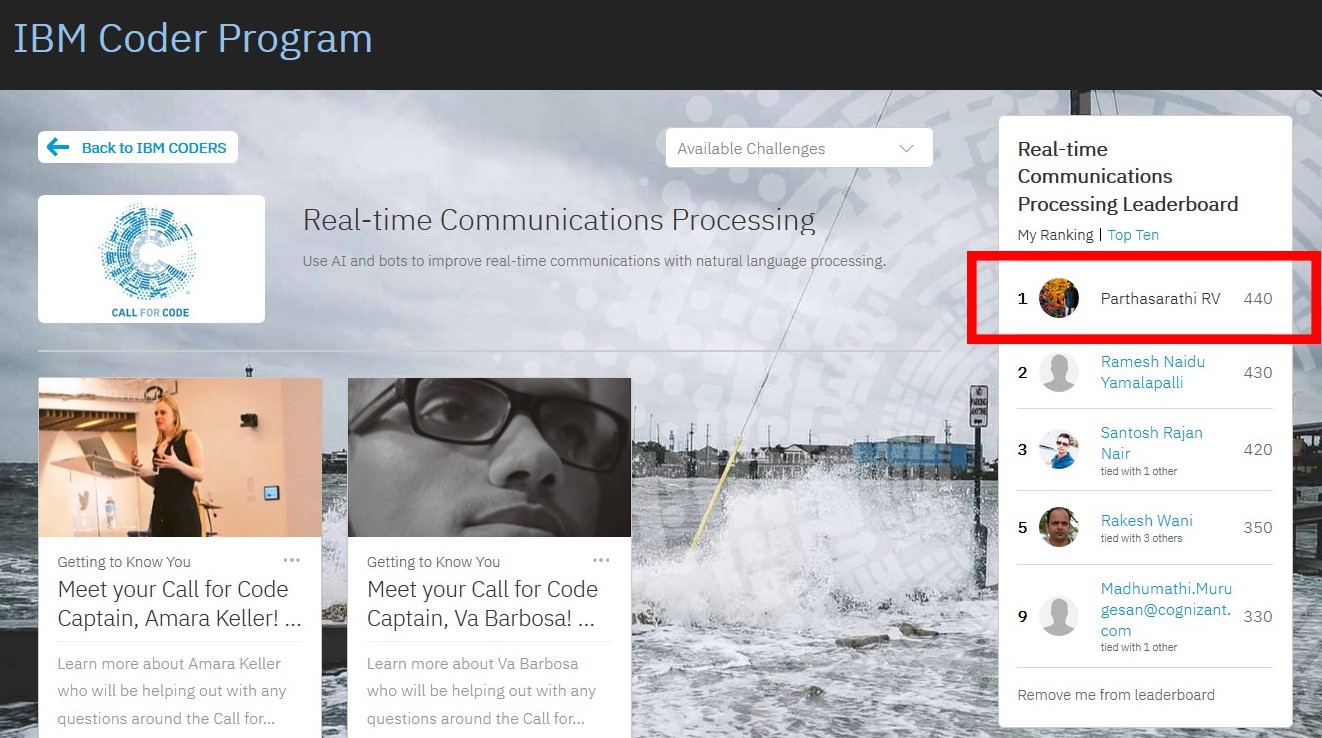 IBM Coder Program
Back to IBM CODERS
Available Challenges
CALL FOR CODE
Real-time Communications Processing
Use AI and bots to improve real-time communications with natural language processing.
Getting to Know You
Meet your Call for Code
Captain, Amara Keller! ...
Learn more about Amara Keller
who will be helping out with any
questions around the Call for...
Getting to Know You
Meet your Call for Code
Captain, Va Barbosa! ...
Learn more about Va Barbosa
who will be helping out with any
questions around the Call for...
Real-time
Communications
Processing Leaderboard
My Ranking | Top Ten
1 Parthasarathi RV 440
2 Ramesh Naidu
Yamalapalli 430
3 Santosh Rajan
Nair 420
tied with 1 other
5 Rakesh Wani 350
tied with 3 others
9 Madhumathi.Muru
gesan@cognizant.
com 330
tied with 1 other
Remove me from leaderboard
NO
PARKING
ANYTIME